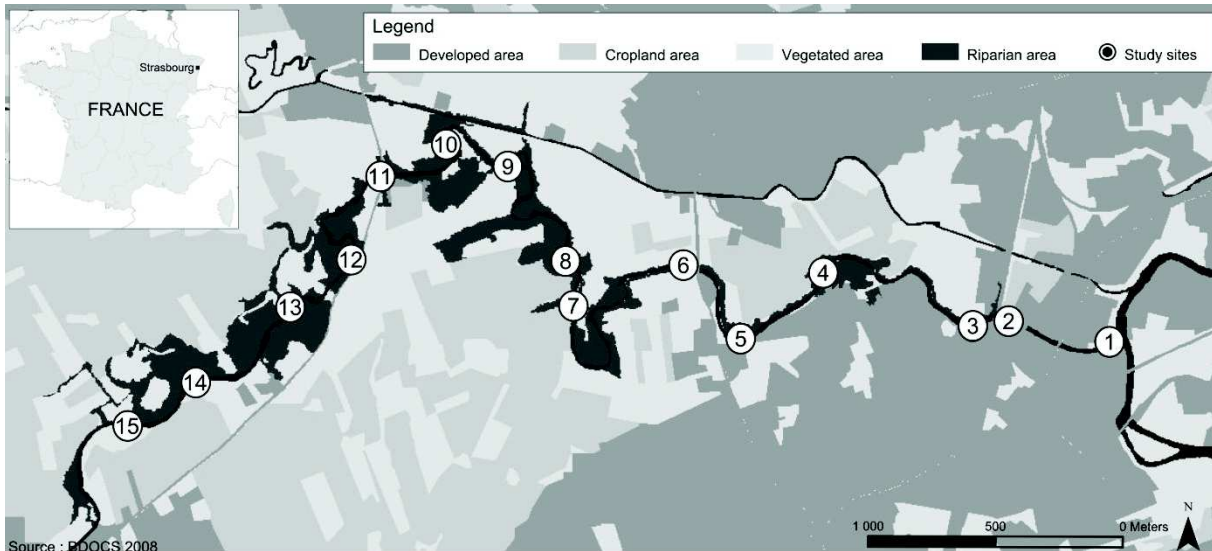 Strasbourg
FRANCE
Legend
Developed area Cropland area Vegetated area Riparian area Study sites
10
9
11
12
8
6
4
7
13
5
3
2
1
14
15
N
1 000 500 0 Meters
Source : BDOCS 2008